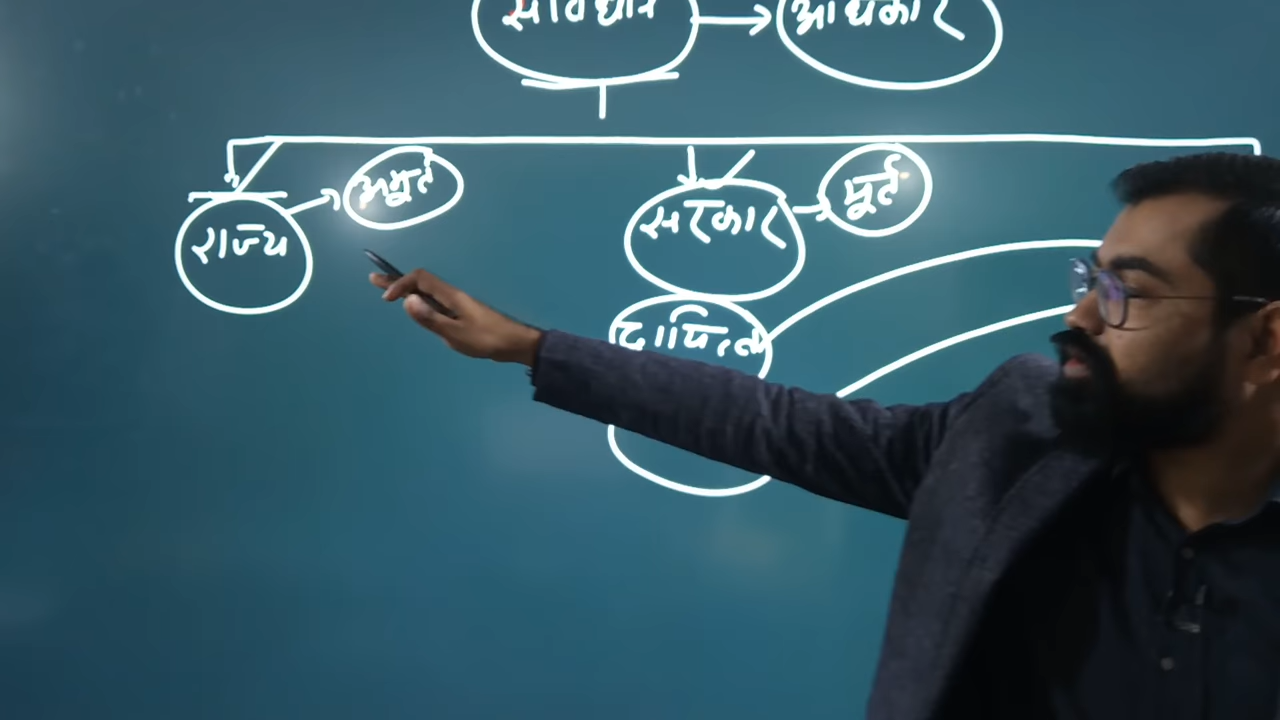 संविधान अधिकार
अमूर्त
मूर्त
राज्य
सरकार